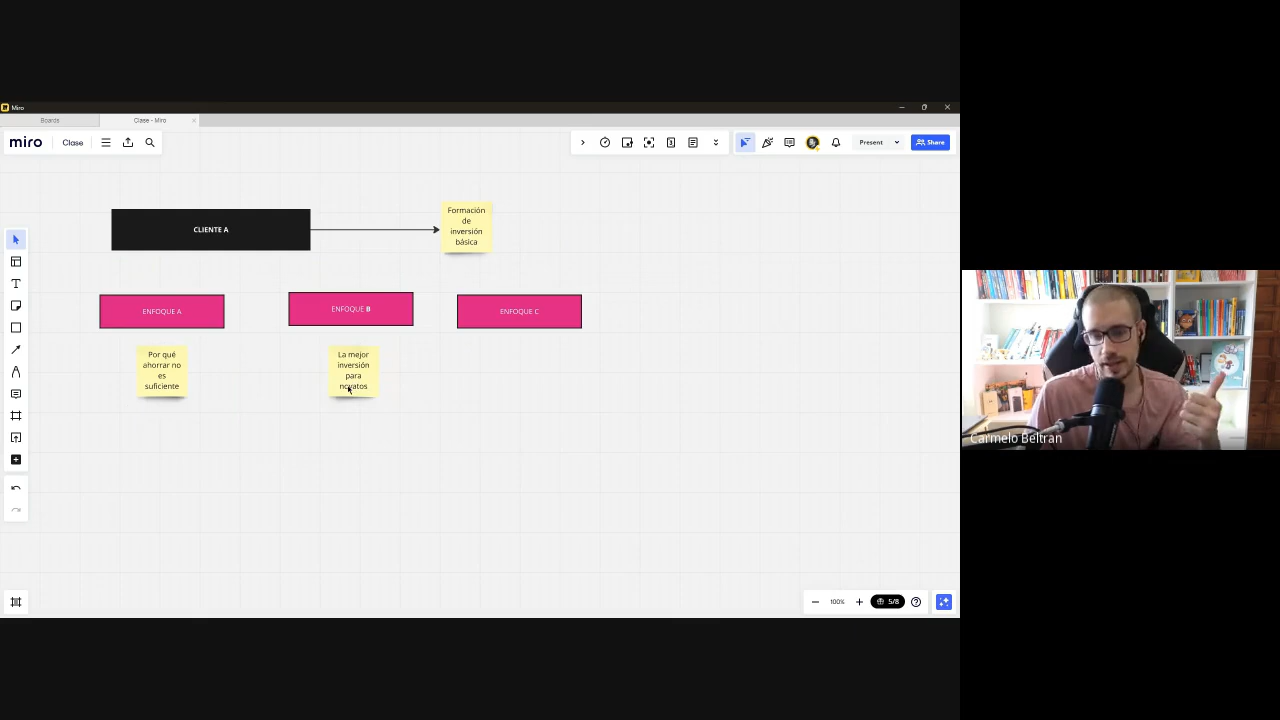 Miro
Boards
Clase - Miro
miro
Clase
Present
Share
CLIENTE A
Formación
de
inversión
básica
ENFOQUE A
ENFOQUE B
ENFOQUE C
Por qué
ahorrar no
es
suficiente
La mejor
inversión
para
novatos
100%
5/8
Carmelo Beltran